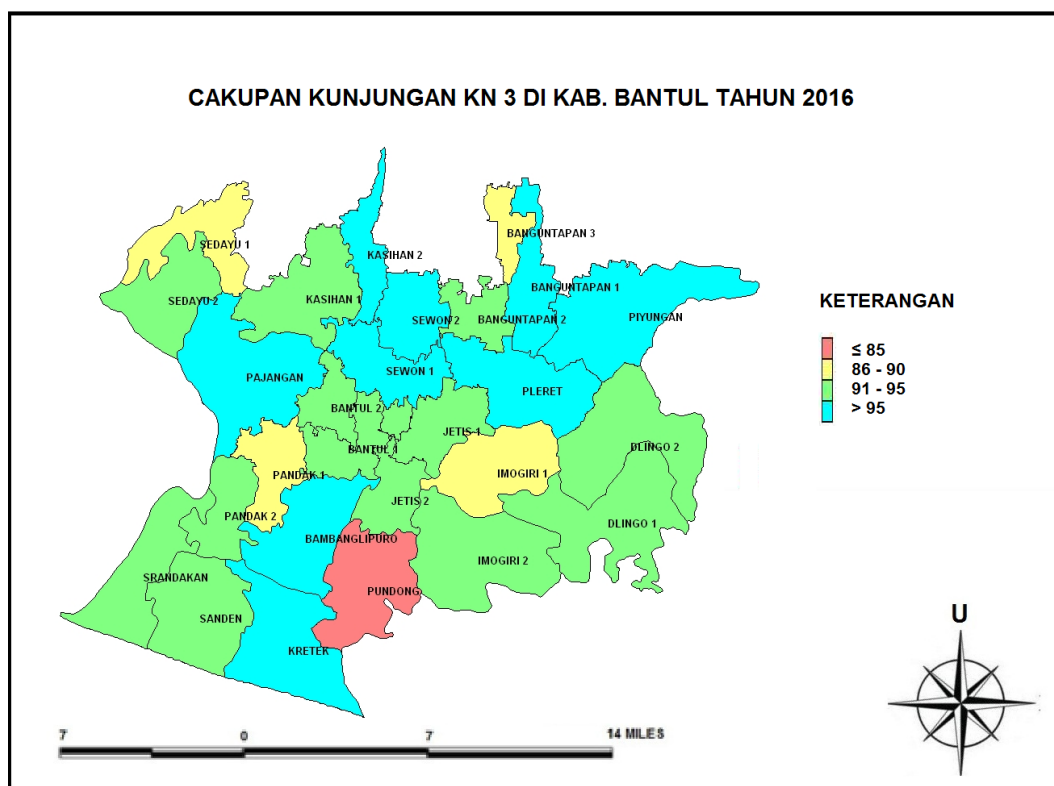 CAKUPAN KUNJUNGAN KN 3 DI KAB. BANTUL TAHUN 2016
SEDAYU 1
BANGUNTAPAN 3
KASIHAN 2
BANGUNTAPAN 1
SEDAYU 2
KASIHAN 1
SEWON 2
BANGUNTAPAN 2
PIYUNGAN
PAJANGAN
SEWON 1
PLERET
BANTUL 2
JETIS 1
BANTUL 1
DLINGO 2
PANDAK 1
IMOGIRI 1
JETIS 2
PANDAK 2
DLINGO 1
BAMBANGLIPURO
IMOGIRI 2
SRANDAKAN
PUNDONG
SANDEN
KRETEK
KETERANGAN
≤ 85
86 - 90
91 - 95
> 95
U
7 0 7 14 MILES